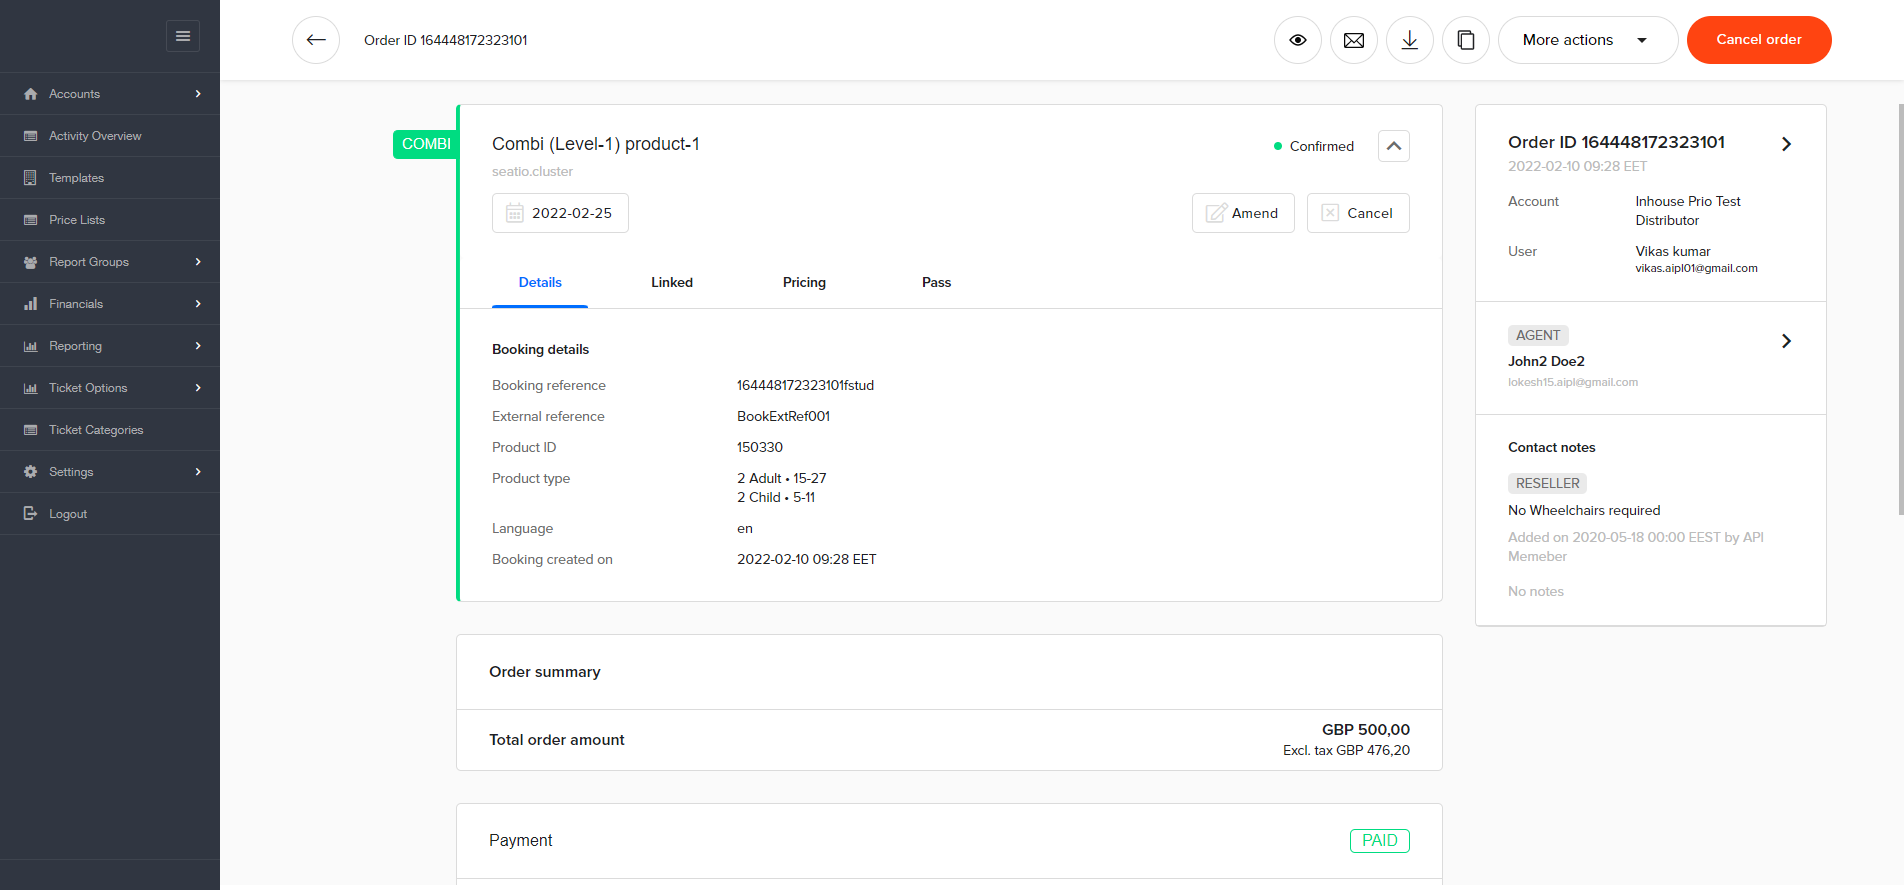 Order ID 164448172323101
More actions
Cancel order
Accounts
Activity Overview
Templates
Price Lists
Report Groups
Financials
Reporting
Ticket Options
Ticket Categories
Settings
Logout
COMBI
Combi (Level-1) product-1
Confirmed
seatio.cluster
2022-02-25
Amend
Cancel
Details
Linked
Pricing
Pass
Booking details
Booking reference
164448172323101fstud
External reference
BookExtRef001
Product ID
150330
Product type
2 Adult • 15-27
2 Child • 5-11
Language
en
Booking created on
2022-02-10 09:28 EET
Order summary
Total order amount
GBP 500,00
Excl. tax GBP 476,20
Payment
PAID
Order ID 164448172323101
2022-02-10 09:28 EET
Account
Inhouse Prio Test
Distributor
User
Vikas kumar
vikas.aipl01@gmail.com
AGENT
John2 Doe2
lokesh15.aipl@gmail.com
Contact notes
RESELLER
No Wheelchairs required
Added on 2020-05-18 00:00 EEST by API
Memeber
No notes